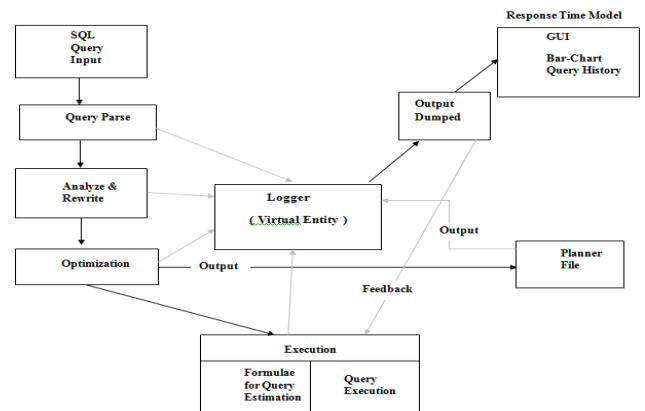 Response Time Model
SQL
Query
Input
GUI
Bar-Chart
Query History
Output
Dumped
Query Parse
Analyze &
Rewrite
Logger
( Virtual Entity )
Output
Optimization
Output
Planner
File
Feedback
Execution
Formulae
for Query
Estimation
Query
Execution